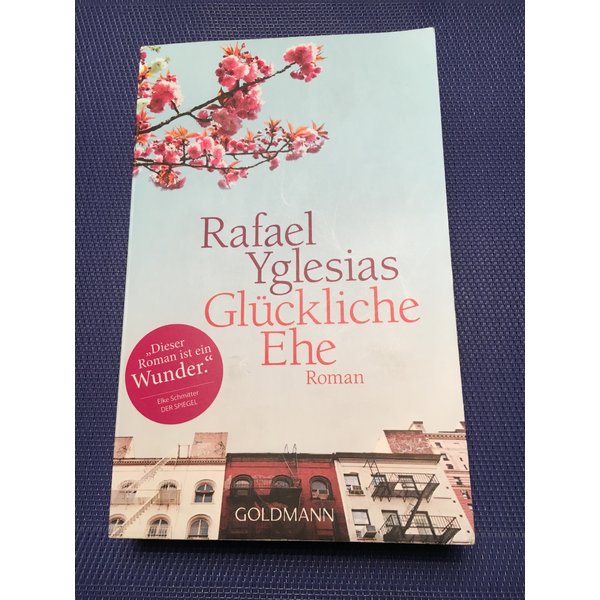 Rafael
Yglesias
Glückliche
Ehe
Roman
„Dieser
Roman ist ein
Wunder.“
Elke Schmitter
DER SPIEGEL
GOLDMANN